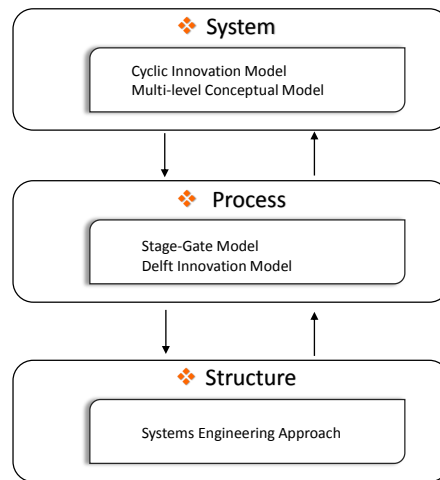 System
Cyclic Innovation Model
Multi-level Conceptual Model
Process
Stage-Gate Model
Delft Innovation Model
Structure
Systems Engineering Approach